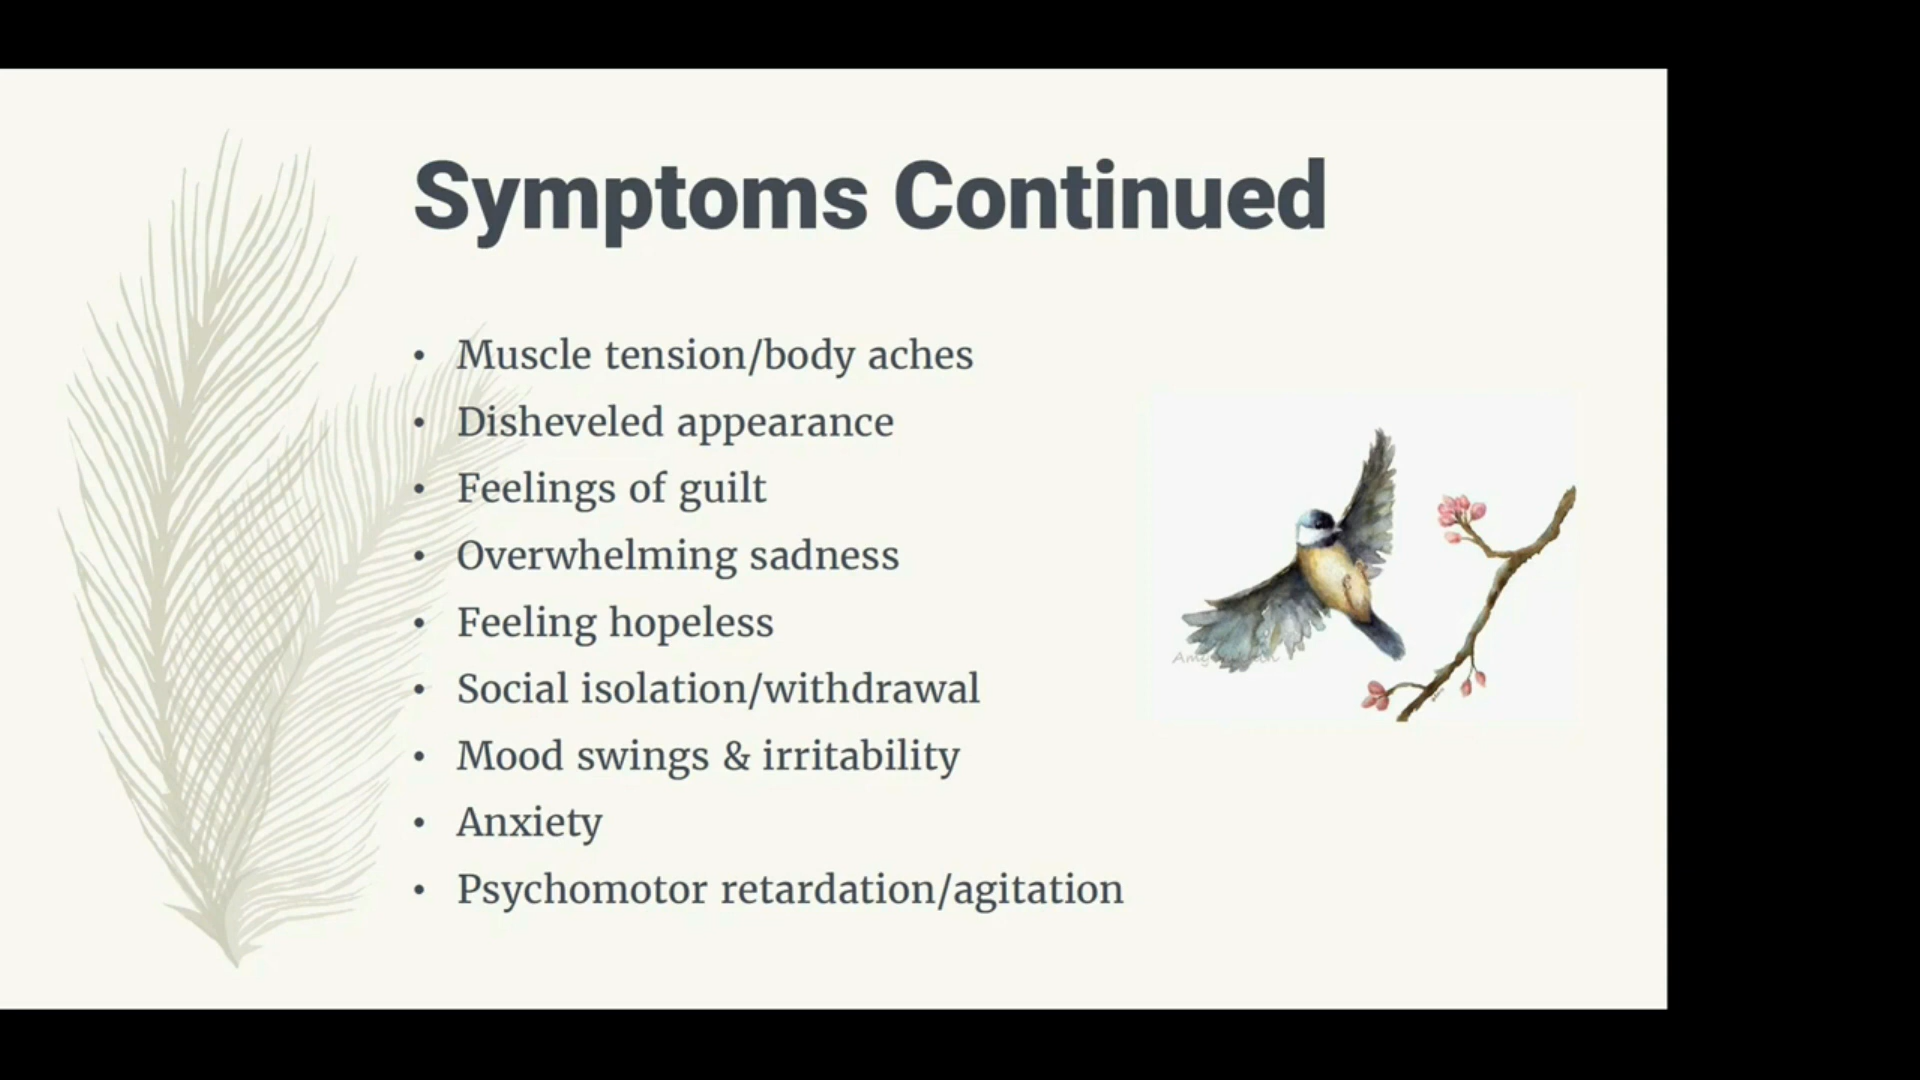 Symptoms Continued
• Muscle tension/body aches
• Disheveled appearance
• Feelings of guilt
• Overwhelming sadness
• Feeling hopeless
• Social isolation/withdrawal
• Mood swings & irritability
• Anxiety
• Psychomotor retardation/agitation